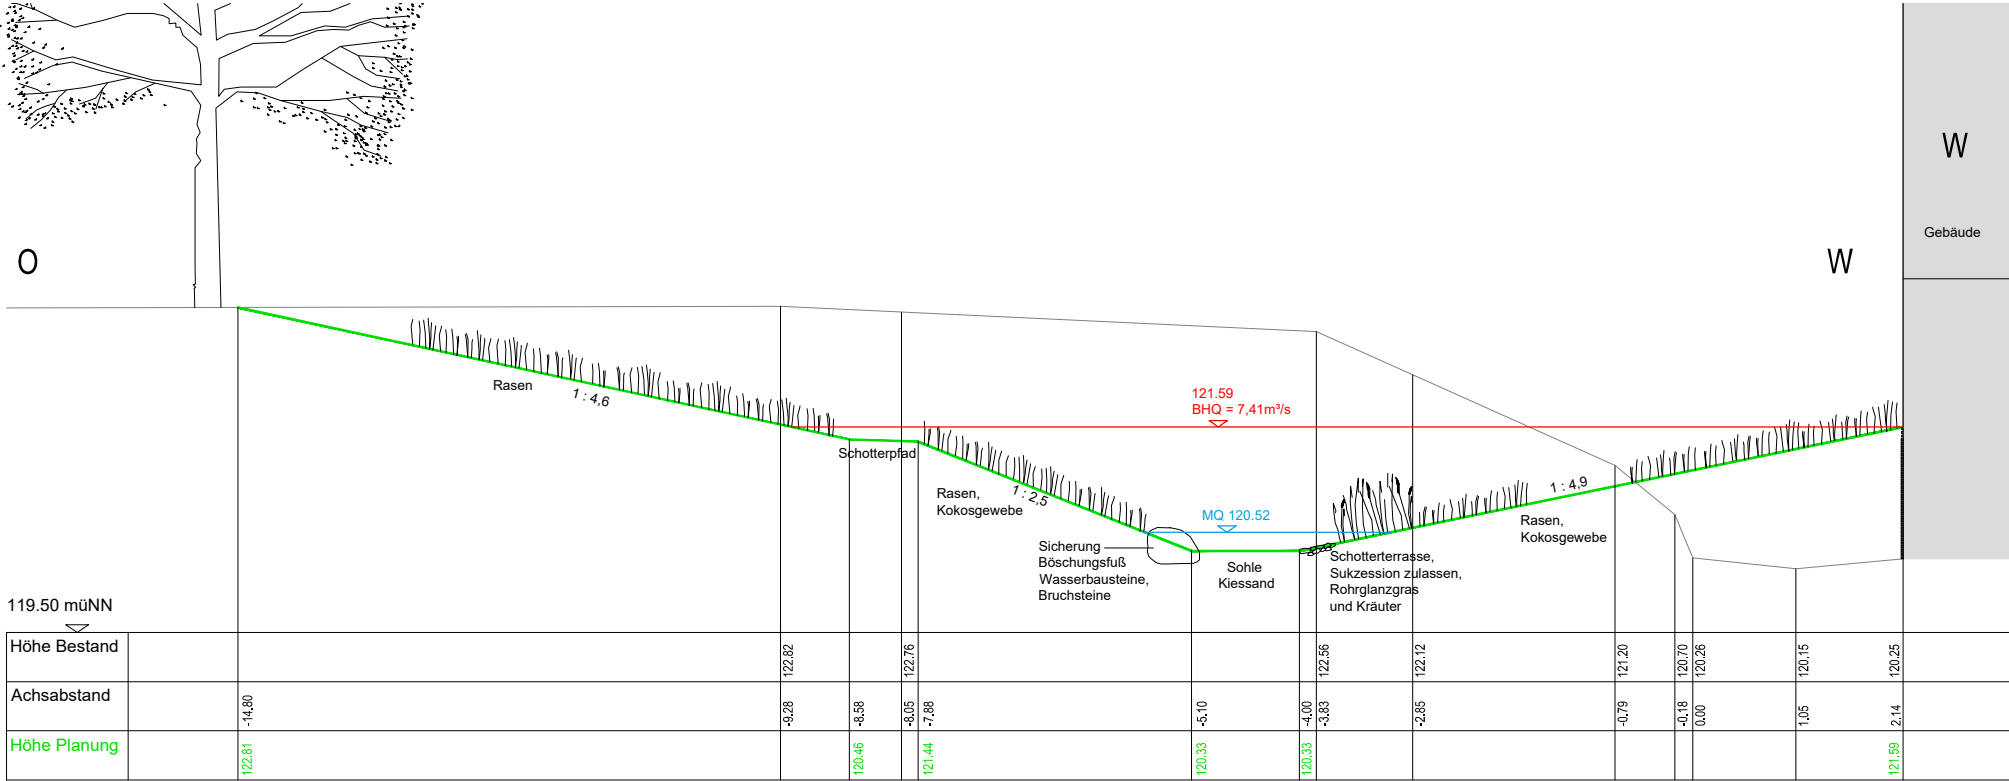 W
Gebäude
O
W
Rasen
1 : 4,6
121.59
BHQ = 7,41m³/s
Schotterpfad
Rasen,
Kokosgewebe
1 : 2,5
MQ 120.52
1 : 4,9
Rasen,
Kokosgewebe
Sicherung
Böschungsfuß
Wasserbausteine,
Bruchsteine
Sohle
Kiessand
Schotterterrasse,
Sukzession zulassen,
Rohrglanzgras
und Kräuter
119.50 müNN
Höhe Bestand 122.82 122.76 122.56 122.12 121.20 120.70 120.26 120.15 120.25
Achsabstand -14.80 -9.28 -8.58 -8.05 -7.88 -5.10 -4.00 -3.83 -2.85 -0.79 -0.18 0.00 1.05 2.14
Höhe Planung 122.81 120.46 121.44 120.33 120.33 121.59